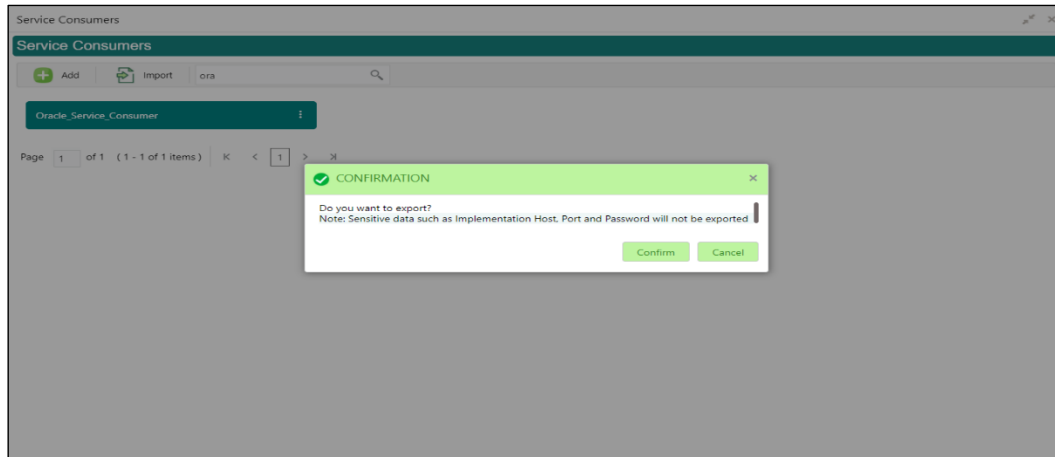 Service Consumers
Service Consumers
Add Import ora
Oracle_Service_Consumer
Page 1 of 1 (1 - 1 of 1 items) 1
CONFIRMATION
Do you want to export?
Note: Sensitive data such as Implementation Host, Port and Password will not be exported
Confirm Cancel